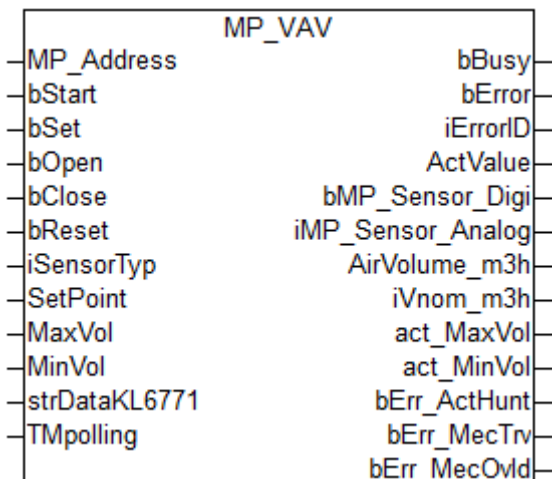 MP_VAV
MP_Address bBusy
bStart bError
bSet iErrorID
bOpen ActValue
bClose bMP_Sensor_Digi
bReset iMP_Sensor_Analog
iSensorTyp AirVolume_m3h
SetPoint iVnom_m3h
MaxVol act_MaxVol
MinVol act_MinVol
strDataKL6771 bErr_ActHunt
TMpolling bErr_MecTrv
bErr_MecOvld